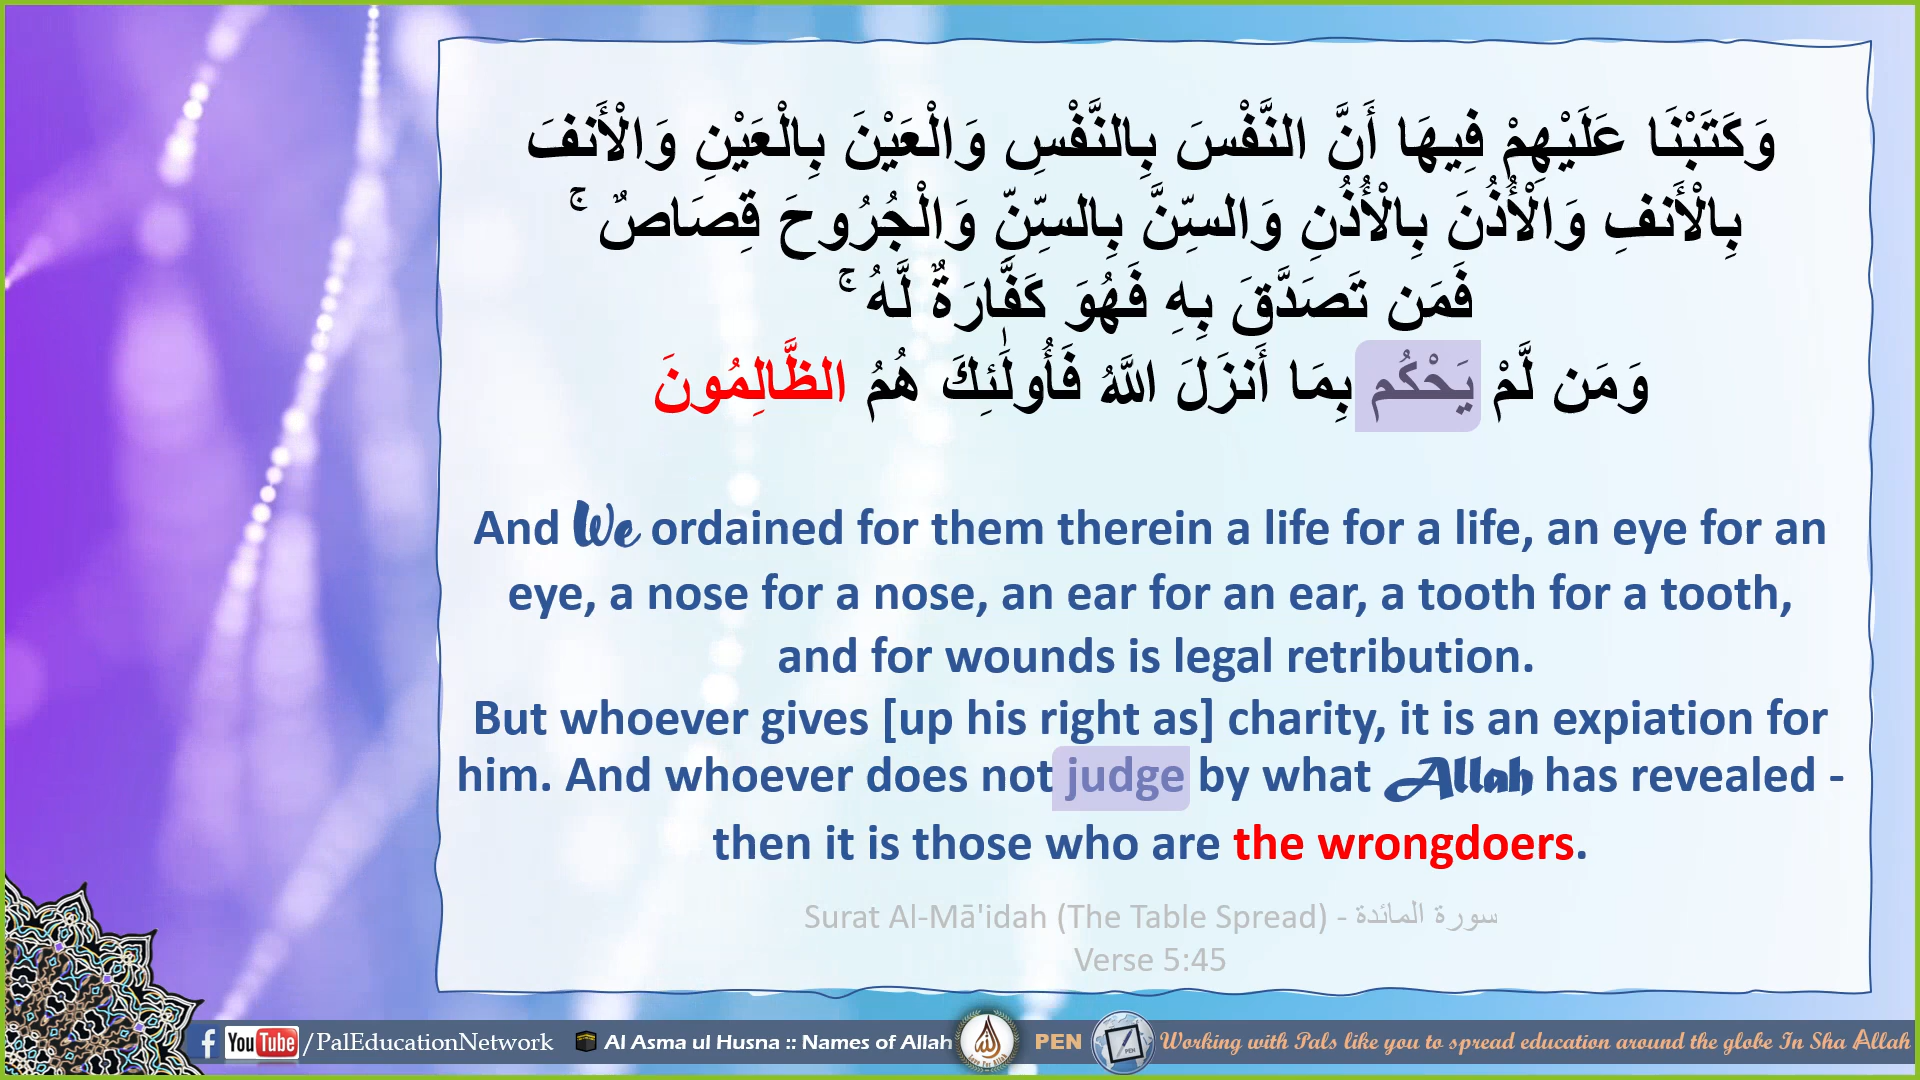 وَكَتَبْنَا عَلَيْهِمْ فِيهَا أَنَّ النَّفْسَ بِالنَّفْسِ وَالْعَيْنَ بِالْعَيْنِ وَالْأَنفَ
بِالْأَنفِ وَالْأُذُنَ بِالْأُذُنِ وَالسِّنَّ بِالسِّنِّ وَالْجُرُوحَ قِصَاصٌ ۚ
فَمَن تَصَدَّقَ بِهِ فَهُوَ كَفَّارَةٌ لَّهُ ۚ
وَمَن لَّمْ يَحْكُم بِمَا أَنزَلَ اللَّهُ فَأُولَٰئِكَ هُمُ الظَّالِمُونَ
And We ordained for them therein a life for a life, an eye for an
eye, a nose for a nose, an ear for an ear, a tooth for a tooth,
and for wounds is legal retribution.
But whoever gives [up his right as] charity, it is an expiation for
him. And whoever does not judge by what Allah has revealed -
then it is those who are the wrongdoers.
Surat Al-Mā'idah (The Table Spread) - سورة المائدة
Verse 5:45
f YouTube /PalEducationNetwork Al Asma ul Husna :: Names of Allah PEN Working with Pals like you to spread education around the globe In Sha Allah